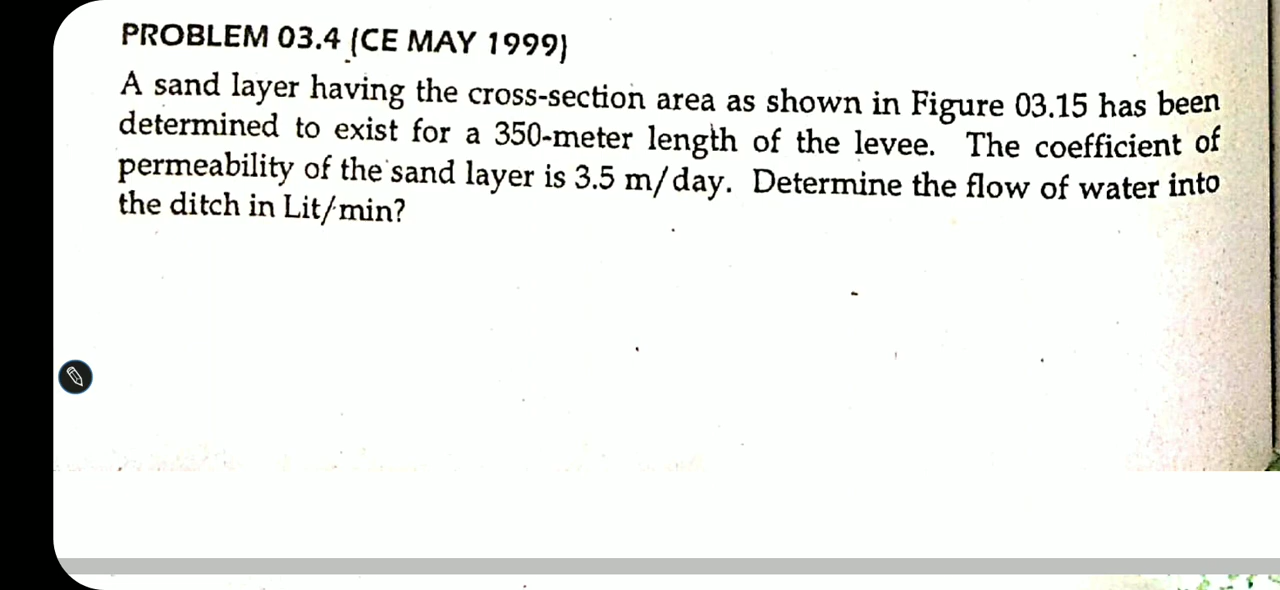 PROBLEM 03.4 (CE MAY 1999)
A sand layer having the cross-section area as shown in Figure 03.15 has been
determined to exist for a 350-meter length of the levee. The coefficient of
permeability of the sand layer is 3.5 m/day. Determine the flow of water into
the ditch in Lit/min?